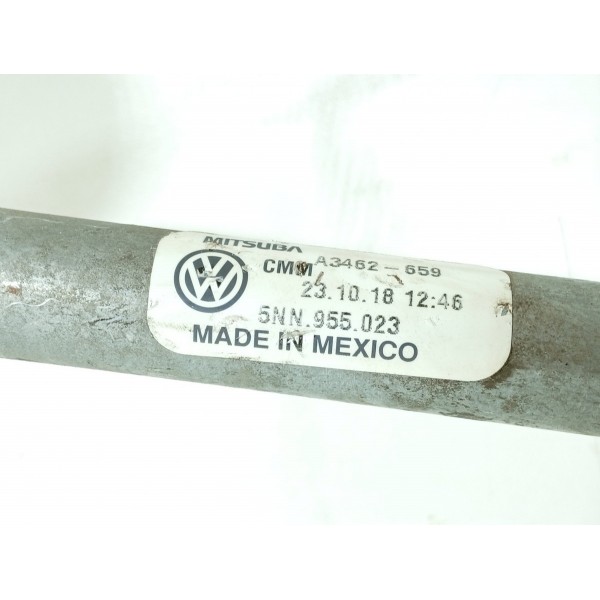 MITSUBA
CMM A3462-659
23.10.18 12:46
5NN.955.023
MADE IN MEXICO